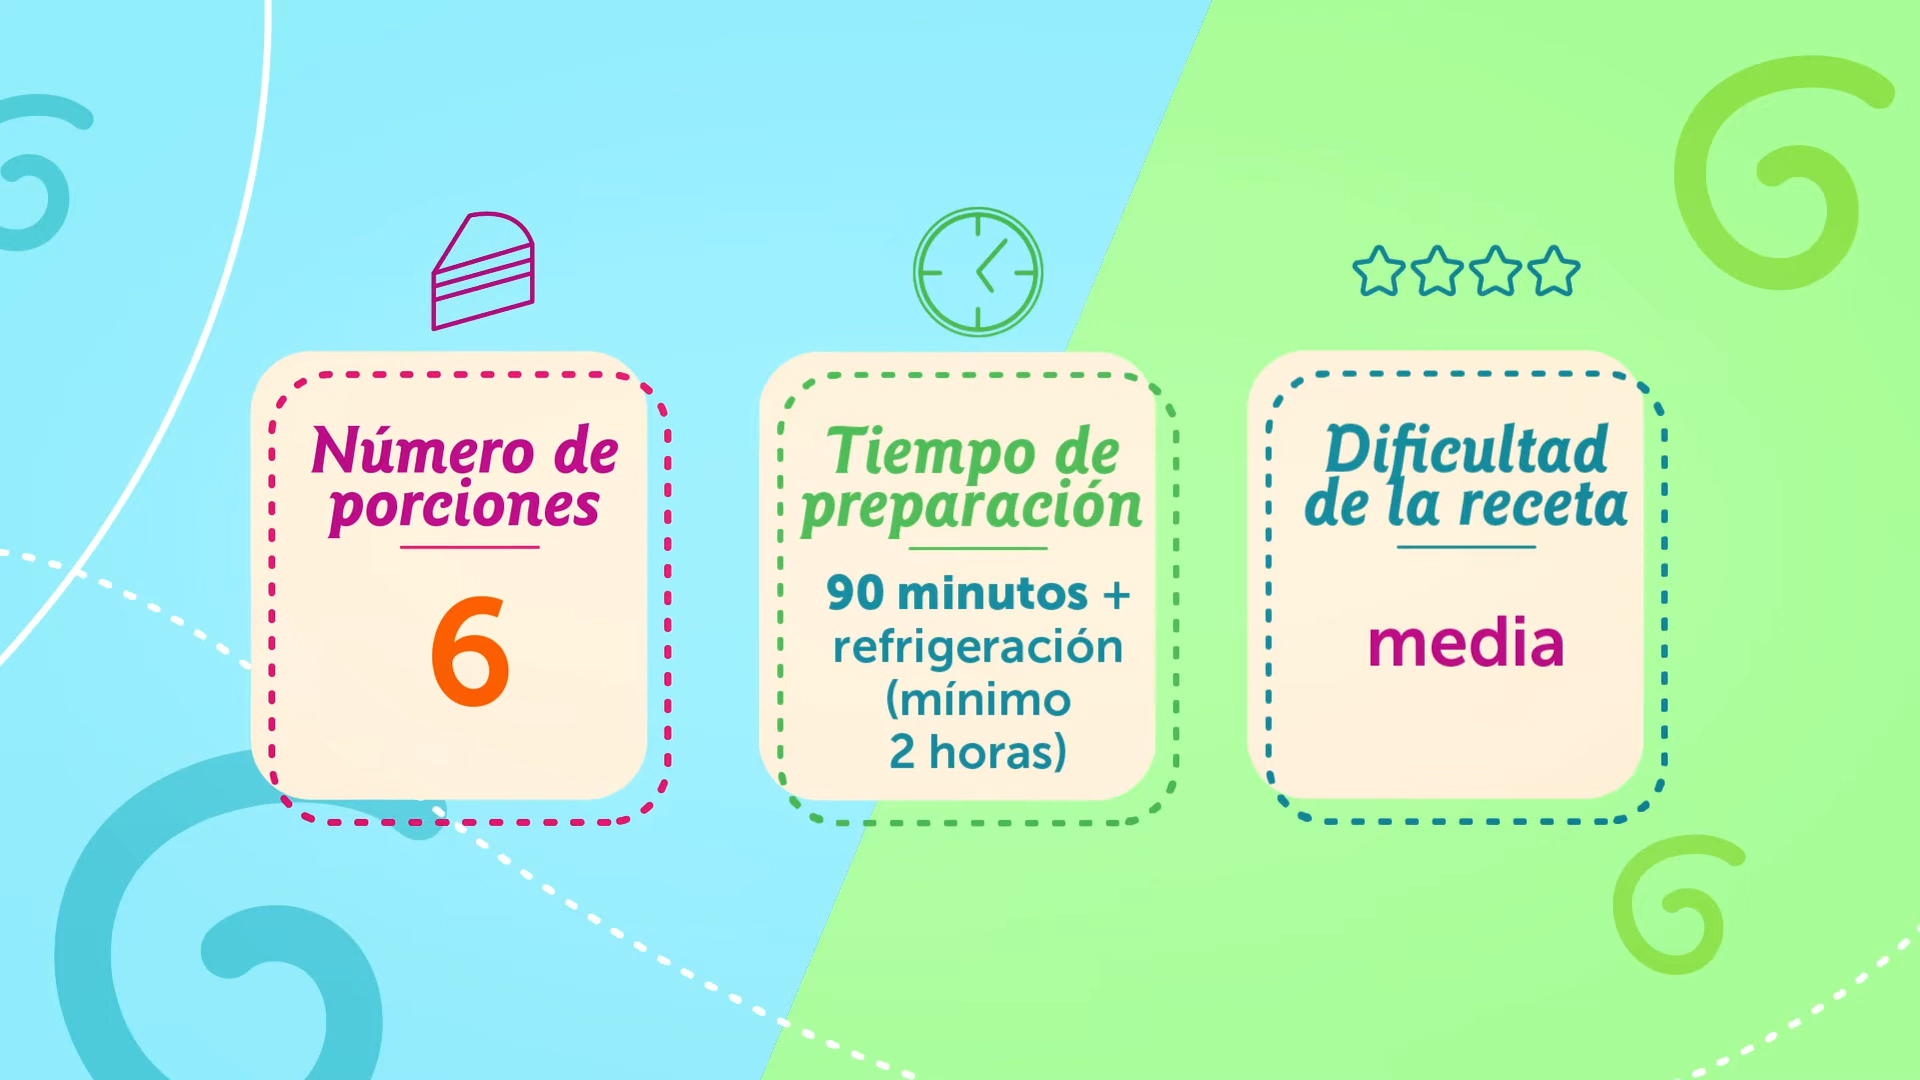 Número de
porciones
6
Tiempo de
preparación
90 minutos +
refrigeración
(mínimo
2 horas)
Dificultad
de la receta
media